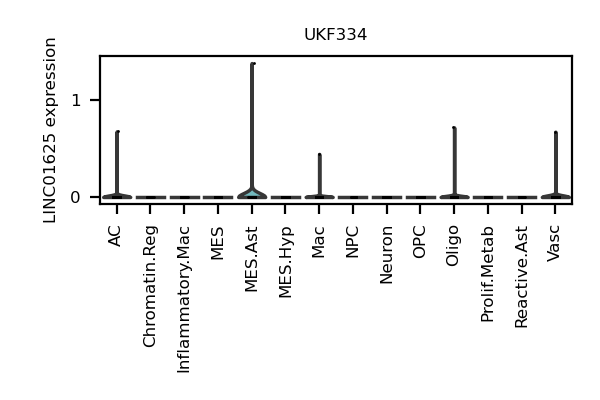 UKF334
LINC01625 expression
1
0
AC
Chromatin.Reg
Inflammatory.Mac
MES
MES.Ast
MES.Hyp
Mac
NPC
Neuron
OPC
Oligo
Prolif.Metab
Reactive.Ast
Vasc